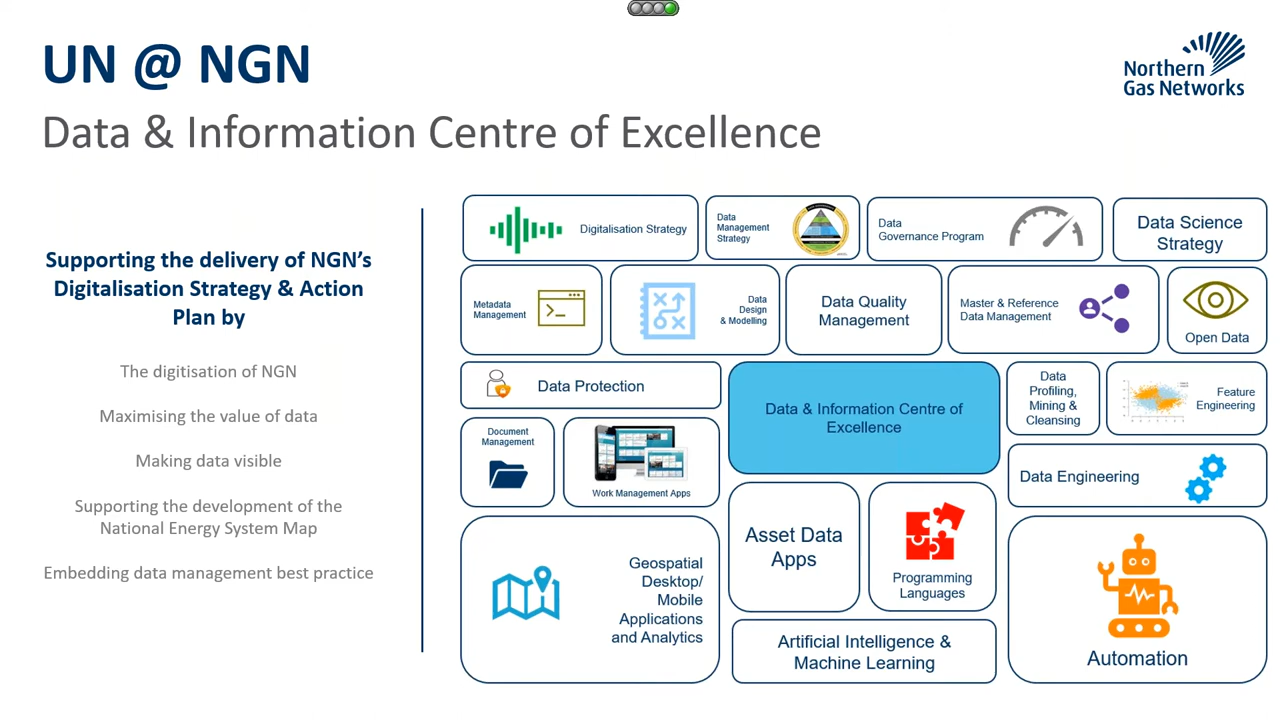 UN @ NGN
Northern
Gas Networks
Data & Information Centre of Excellence
Supporting the delivery of NGN’s
Digitalisation Strategy & Action
Plan by
The digitisation of NGN
Maximising the value of data
Making data visible
Supporting the development of the
National Energy System Map
Embedding data management best practice
Digitalisation Strategy
Data
Management
Strategy
Data
Governance Program
Data Science
Strategy
Metadata
Management
Data
Design
& Modelling
Data Quality
Management
Master & Reference
Data Management
Open Data
Data Protection
Data & Information Centre of
Excellence
Data
Profiling,
Mining &
Cleansing
Feature
Engineering
Document
Management
Work Management Apps
Data Engineering
Geospatial
Desktop/
Mobile
Applications
and Analytics
Asset Data
Apps
Programming
Languages
Artificial Intelligence &
Machine Learning
Automation